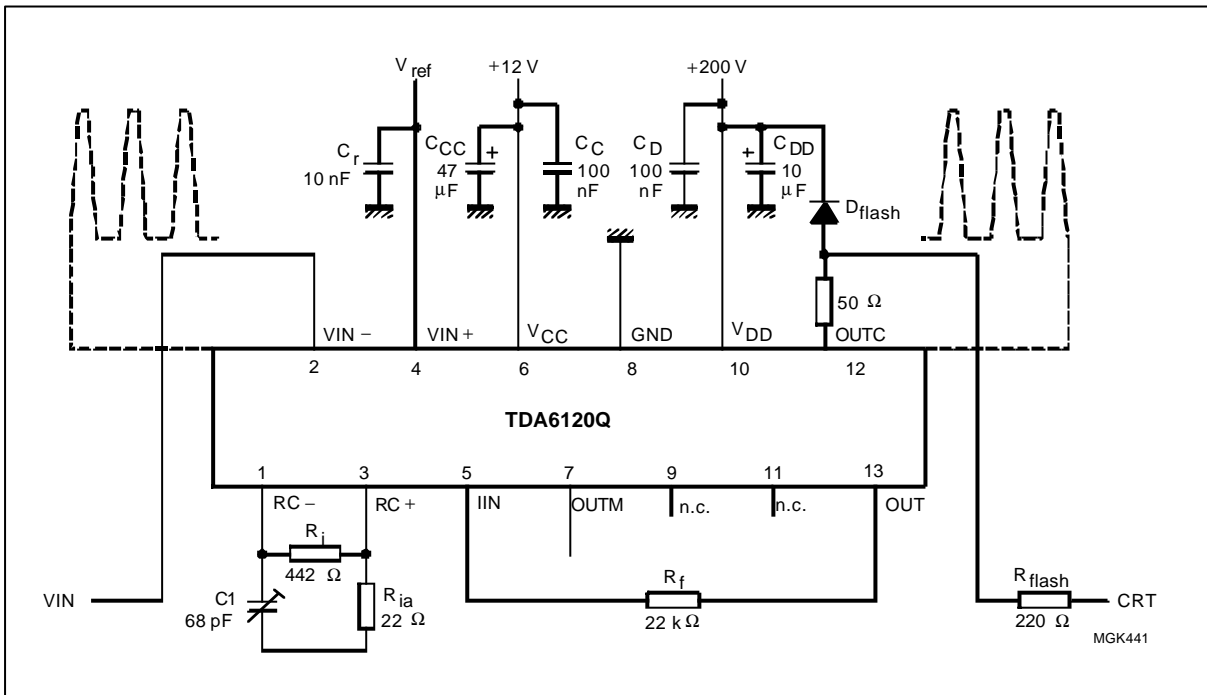 V ref
+12 V
+200 V
C r
10 nF
C CC
47
μF
+
C C
100
nF
C D
100
nF
+
C DD
10
μF
D flash
50 Ω
VIN −
VIN +
V CC
GND
V DD
OUTC
2
4
6
8
10
12
TDA6120Q
1
3
5
7
9
11
13
RC −
RC +
IIN
OUTM
n.c.
n.c.
OUT
R i
442 Ω
C1
68 pF
R ia
22 Ω
R f
22 kΩ
R flash
220 Ω
VIN
CRT
MGK441